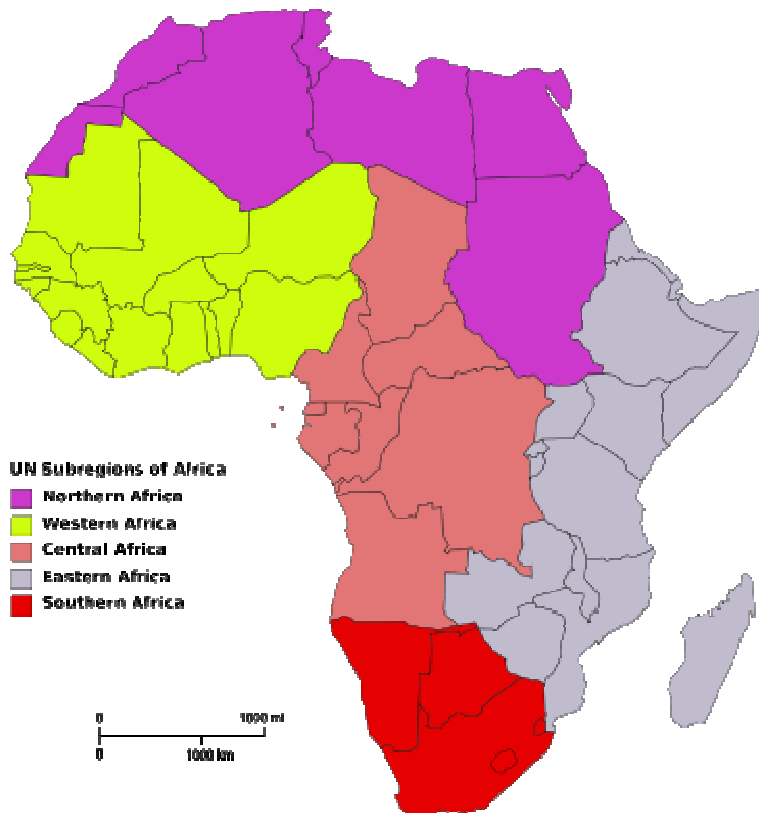 UN Subregions of Africa
Northern Africa
Western Africa
Central Africa
Eastern Africa
Southern Africa
0 1000 mi
0 1000 km